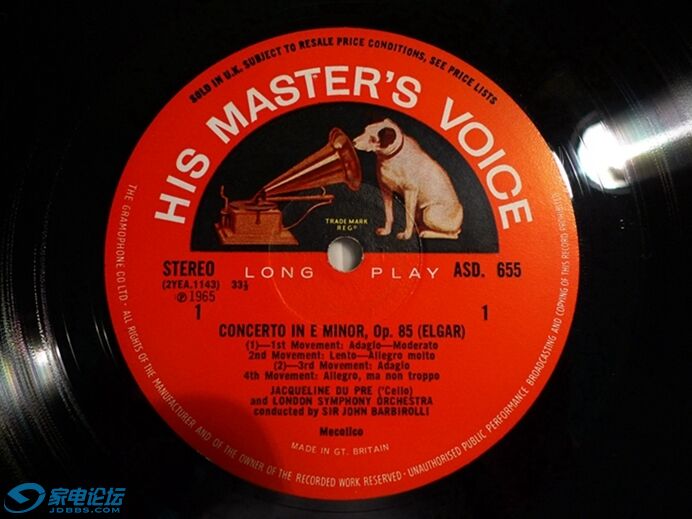 SOLD IN U.K. SUBJECT TO RESALE PRICE CONDITIONS, SEE PRICE LISTS
HIS MASTER'S VOICE
TRADE MARK
REGD
STEREO
LONG PLAY
ASD. 655
(2YEA.1143) 33⅓
℗ 1965
1
1
CONCERTO IN E MINOR, Op. 85 (ELGAR)
(1)—1st Movement: Adagio—Moderato
2nd Movement: Lento—Allegro molto
(2)—3rd Movement: Adagio
4th Movement: Allegro, ma non troppo
JACQUELINE DU PRE ('Cello)
and LONDON SYMPHONY ORCHESTRA
conducted by SIR JOHN BARBIROLLI
Mecolico
MADE IN GT. BRITAIN
THE GRAMOPHONE CO LTD · ALL RIGHTS OF THE MANUFACTURER AND OF THE OWNER OF THE RECORDED WORK RESERVED · UNAUTHORISED PUBLIC PERFORMANCE, BROADCASTING AND COPYING OF THIS RECORD PROHIBITED
家电论坛
JDBBS.COM